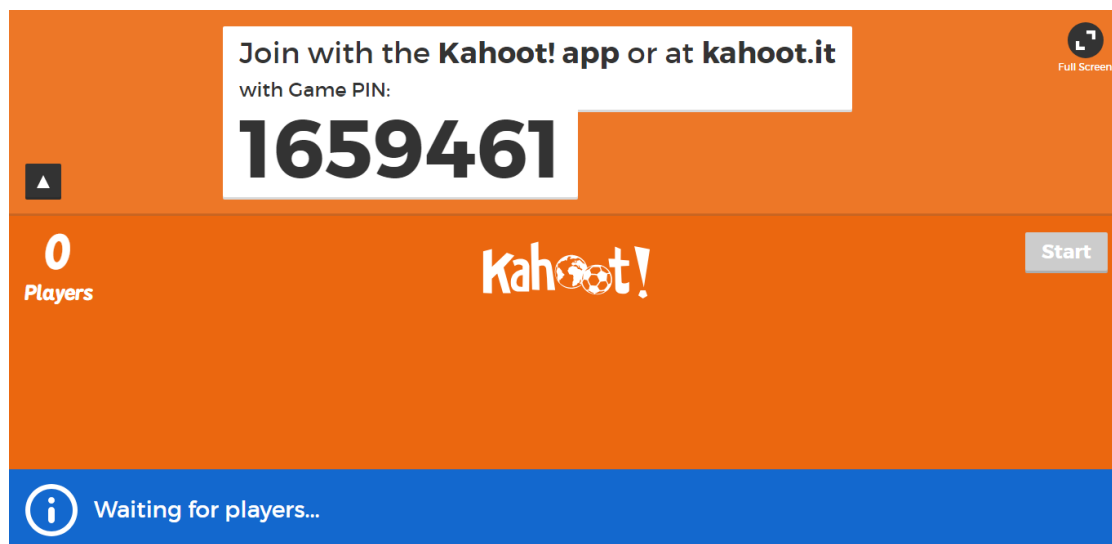 Join with the Kahoot! app or at kahoot.it
with Game PIN:
1659461
Full Screen
0
Players
Kahoot!
Start
Waiting for players...